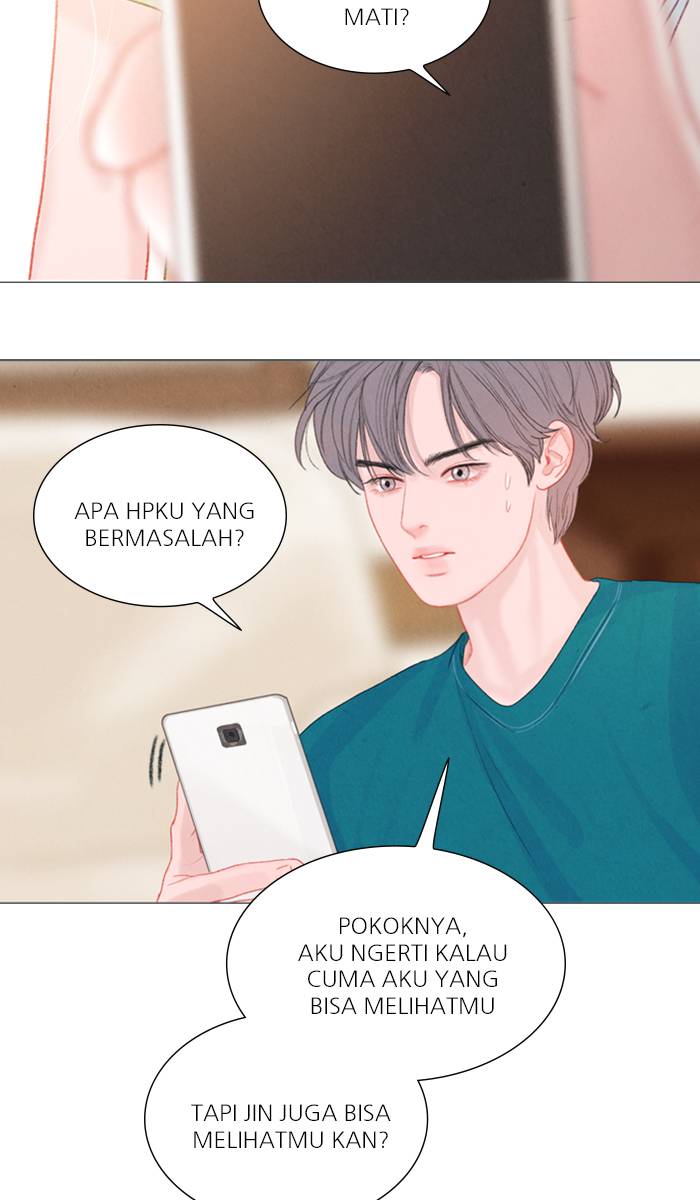 MATI?
APA HPKU YANG
BERMASALAH?
POKOKNYA,
AKU NGERTI KALAU
CUMA AKU YANG
BISA MELIHATMU
TAPI JIN JUGA BISA
MELIHATMU KAN?